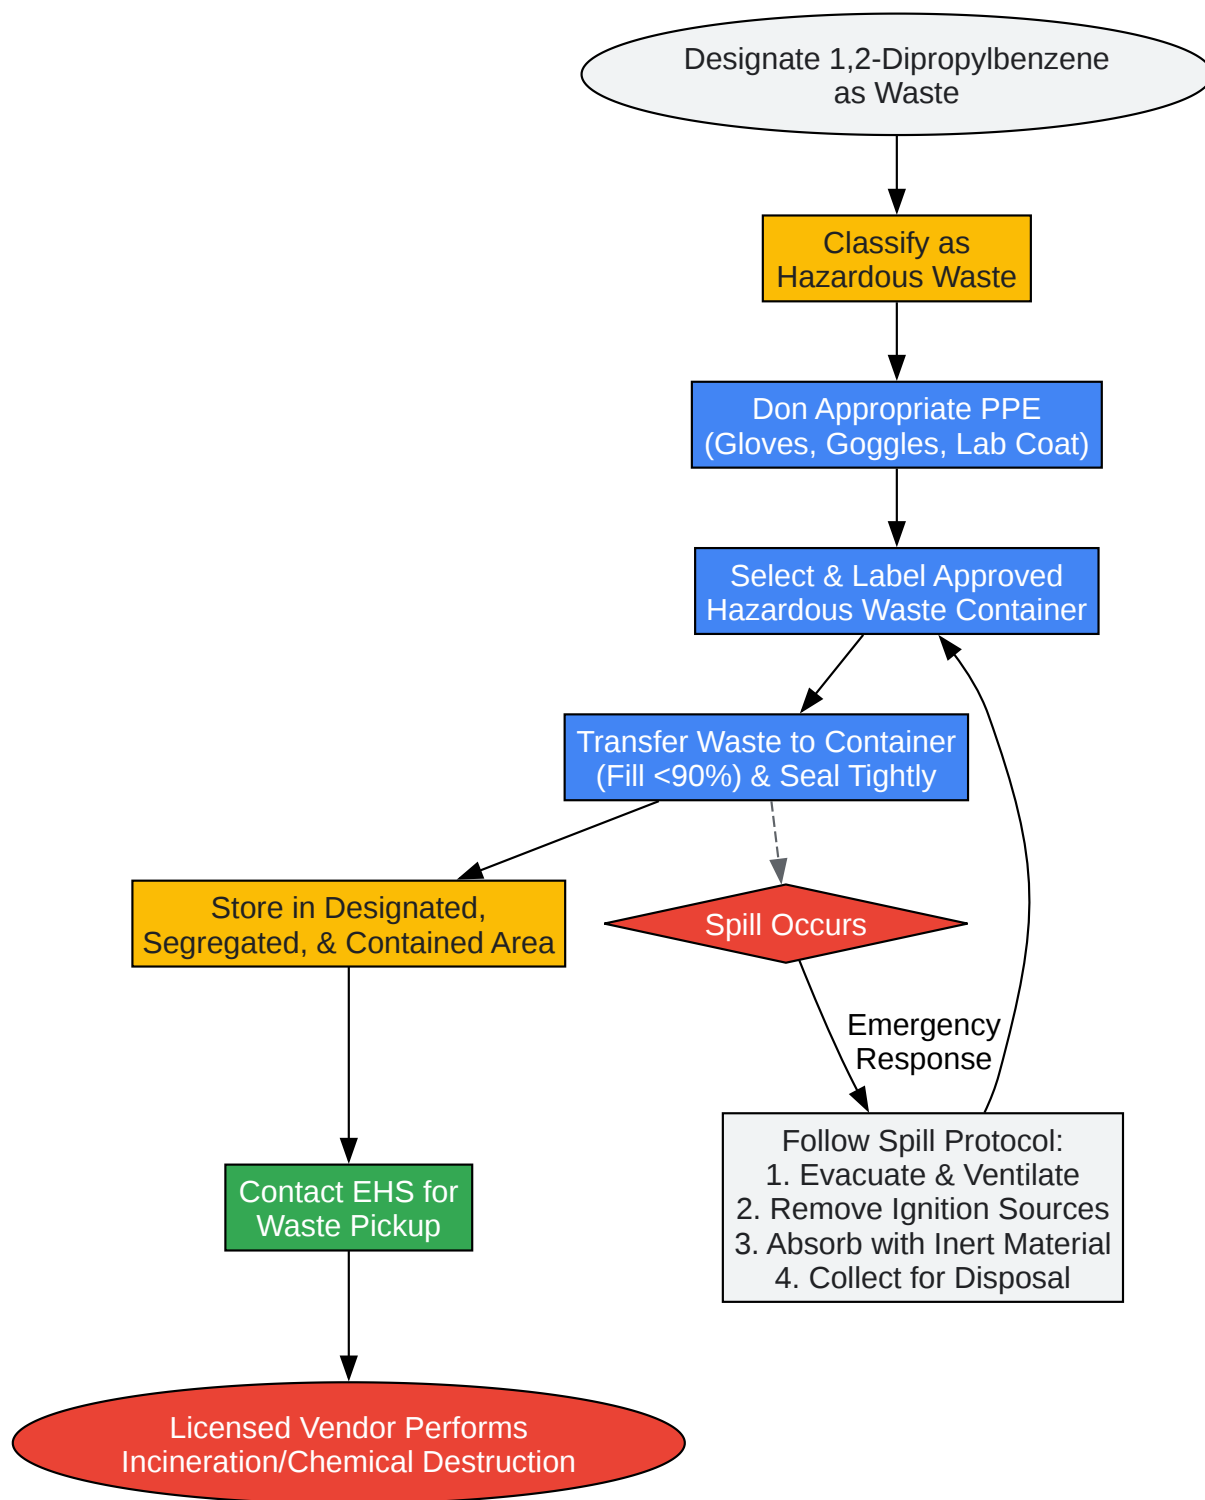 Designate 1,2-Dipropylbenzene
as Waste
Classify as
Hazardous Waste
Don Appropriate PPE
(Gloves, Goggles, Lab Coat)
Select & Label Approved
Hazardous Waste Container
Transfer Waste to Container
(Fill <90%) & Seal Tightly
Store in Designated,
Segregated, & Contained Area
Spill Occurs
Emergency
Response
Follow Spill Protocol:
1. Evacuate & Ventilate
2. Remove Ignition Sources
3. Absorb with Inert Material
4. Collect for Disposal
Contact EHS for
Waste Pickup
Licensed Vendor Performs
Incineration/Chemical Destruction